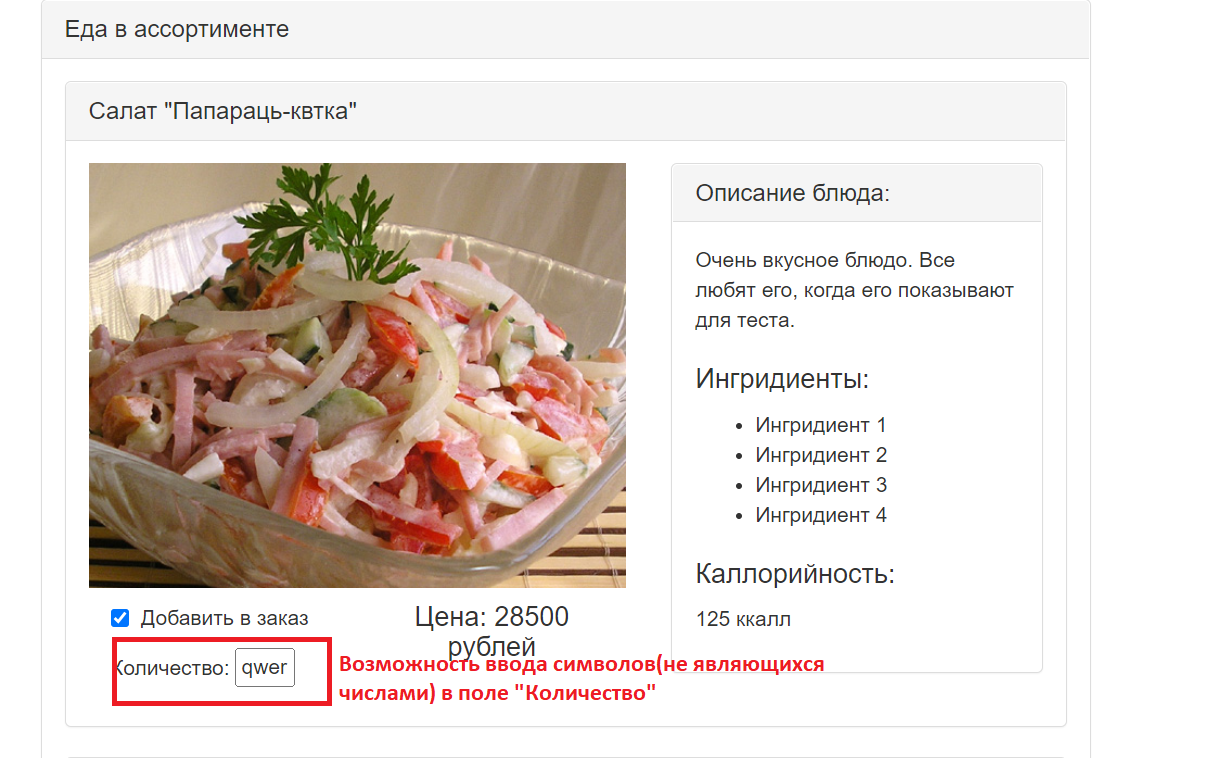 Еда в ассортименте
Салат "Папараць-квтка"
Описание блюда:
Очень вкусное блюдо. Все
любят его, когда его показывают
для теста.
Ингридиенты:
Ингридиент 1
Ингридиент 2
Ингридиент 3
Ингридиент 4
Каллорийность:
125 ккалл
Добавить в заказ
Цена: 28500
рублей
Количество: qwer
Возможность ввода символов(не являющихся
числами) в поле "Количество"